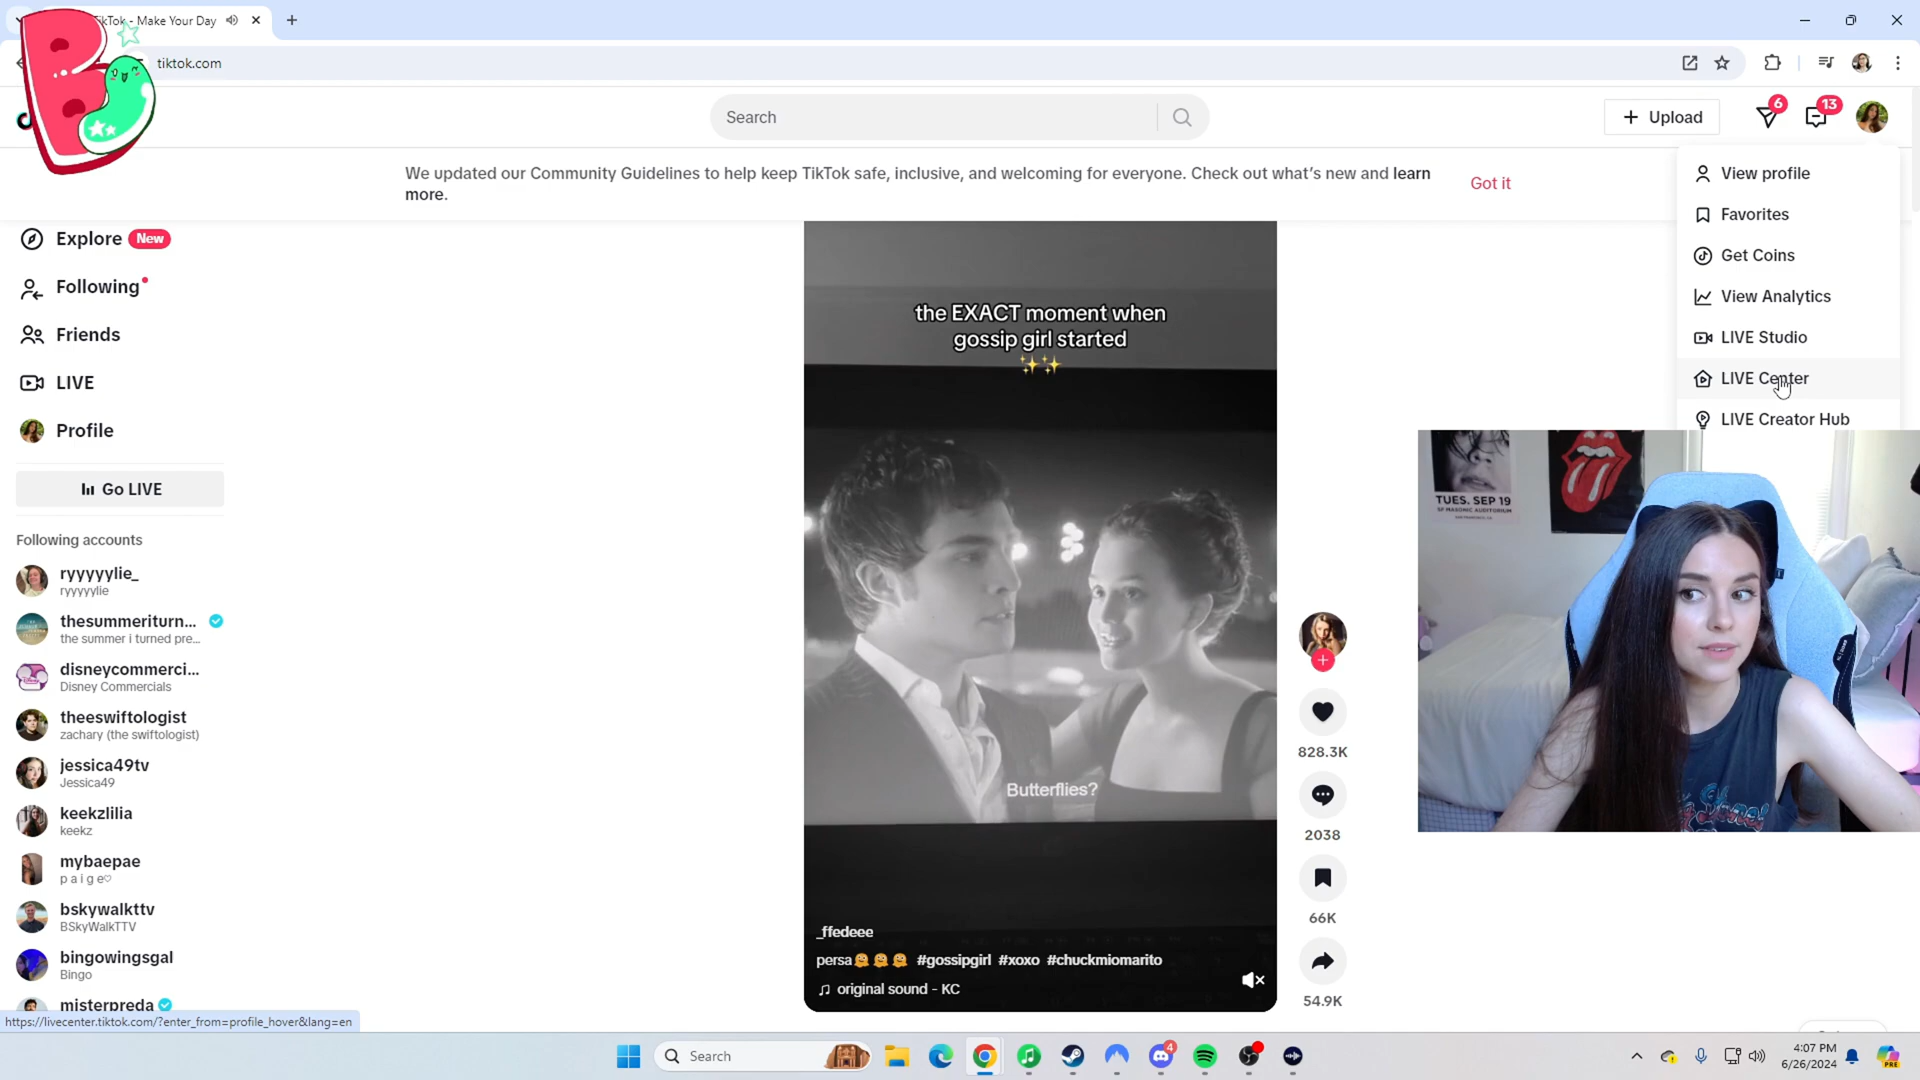 TikTok - Make Your Day
tiktok.com
Search
Upload
6
13
We updated our Community Guidelines to help keep TikTok safe, inclusive, and welcoming for everyone. Check out what's new and learn
more.
Got it
View profile
Favorites
Get Coins
View Analytics
LIVE Studio
LIVE Center
LIVE Creator Hub
Explore New
Following
Friends
LIVE
Profile
Go LIVE
Following accounts
ryyyyylie_
ryyyyylie
thesummeriturn...
the summer i turned pre...
disneycommerci...
Disney Commercials
theeswiftologist
zachary (the swiftologist)
jessica49tv
Jessica49
keekzlilia
keekz
mybaepae
p a i g e♡
bskywalkttv
BSkyWalkTTV
bingowingsgal
Bingo
misterpreda
https://livecenter.tiktok.com/?enter_from=profile_hover&lang=en
the EXACT moment when
gossip girl started
✨✨
Butterflies?
_ffedeee
persa🫠🫠🫠 #gossipgirl #xoxo #chuckmiomarito
♫ original sound - KC
828.3K
2038
66K
54.9K
TUES. SEP 19
SF MASONIC AUDITORIUM
Search
4
4:07 PM
6/26/2024
PRE